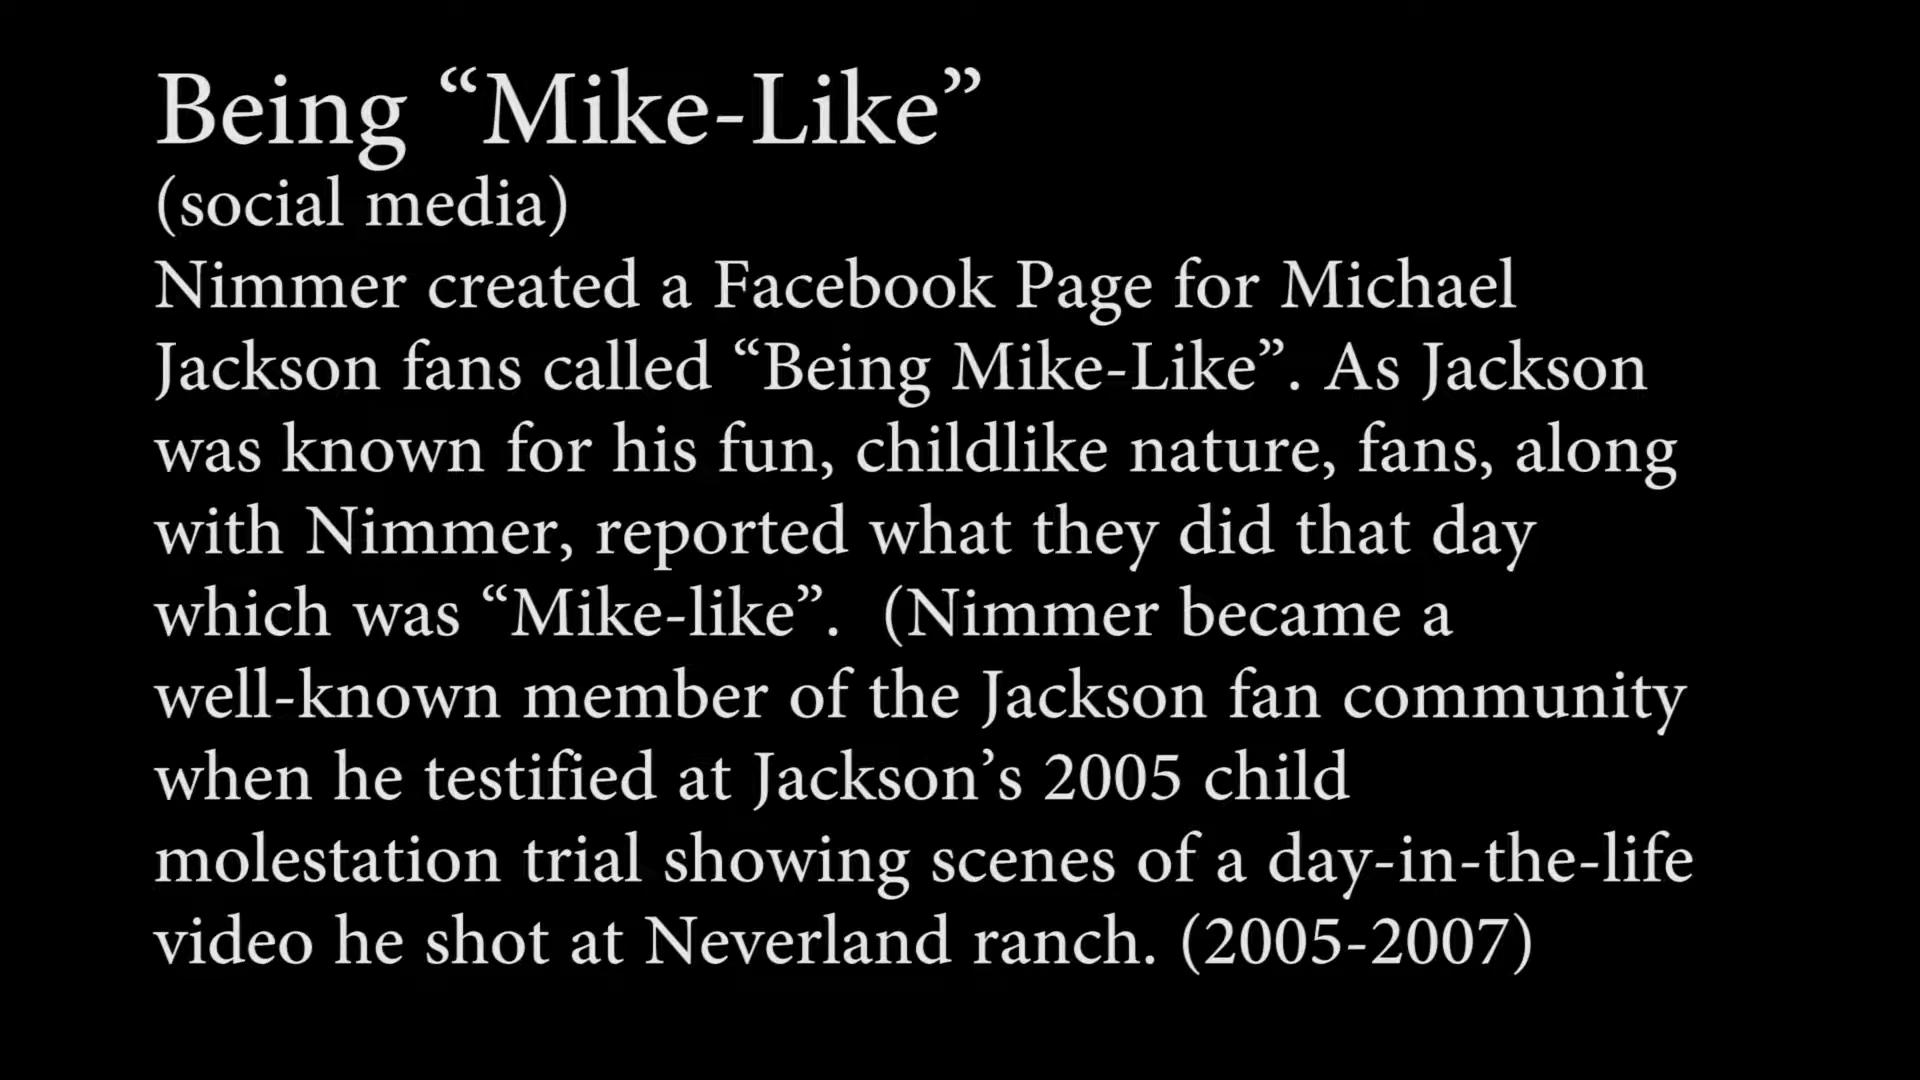 Being “Mike-Like”
(social media)
Nimmer created a Facebook Page for Michael
Jackson fans called “Being Mike-Like”. As Jackson
was known for his fun, childlike nature, fans, along
with Nimmer, reported what they did that day
which was “Mike-like”.  (Nimmer became a
well-known member of the Jackson fan community
when he testified at Jackson’s 2005 child
molestation trial showing scenes of a day-in-the-life
video he shot at Neverland ranch. (2005-2007)